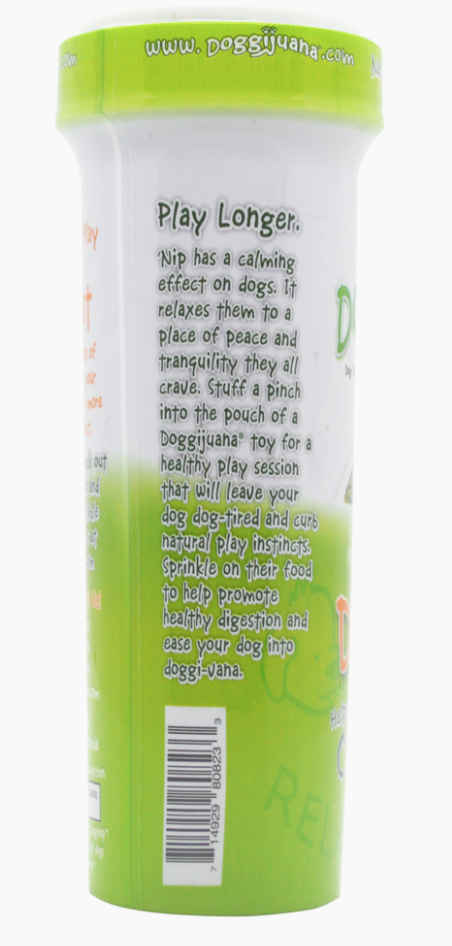 www. Doggijuana®.com
Play Longer.
'Nip has a calming
effect on dogs. It
relaxes them to a
place of peace and
tranquility they all
crave. Stuff a pinch
into the pouch of a
Doggijuana® toy for a
healthy play session
that will leave your
dog dog-tired and curb
natural play instincts.
Sprinkle on their food
to help promote
healthy digestion and
ease your dog into
doggi-vana.
7 14929 80823 3
REL